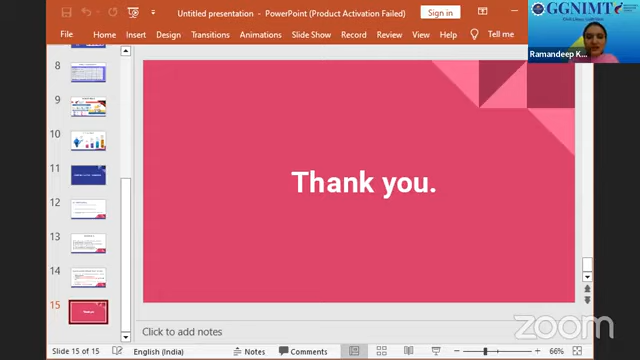 Untitled presentation - PowerPoint (Product Activation Failed)
Sign in
File Home Insert Design Transitions Animations Slide Show Record Review View Help Tell me
GGNIMT
Ramandeep K...
8
9
10
11
12
13
14
15
Thank you.
Click to add notes
Slide 15 of 15 English (India) Notes Comments 66%
zoom